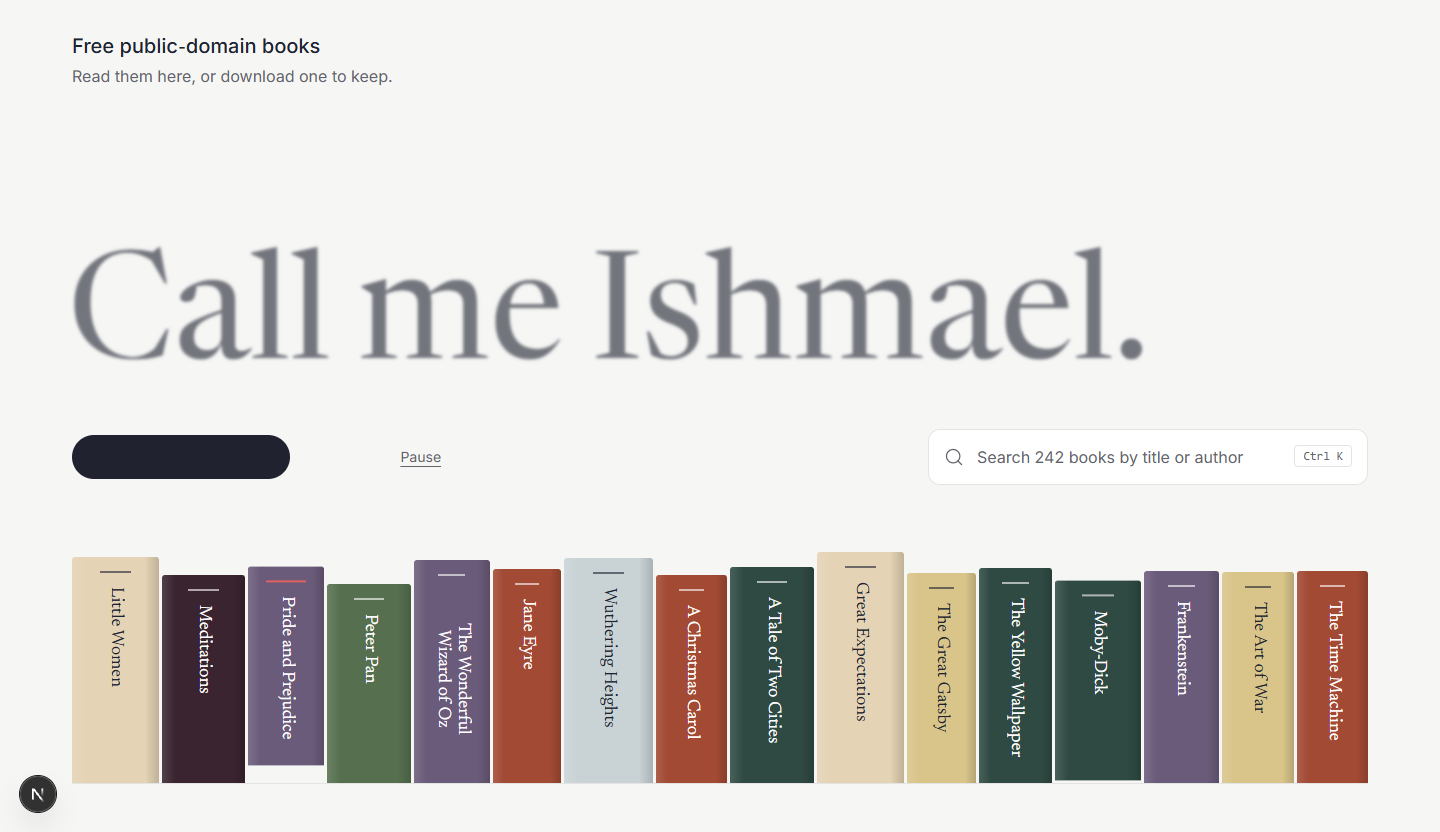 Free public-domain books
Read them here, or download one to keep.
Call me Ishmael.
Pause
Search 242 books by title or author
Ctrl K
Little Women
Meditations
Pride and Prejudice
Peter Pan
The Wonderful
Wizard of Oz
Jane Eyre
Wuthering Heights
A Christmas Carol
A Tale of Two Cities
Great Expectations
The Great Gatsby
The Yellow Wallpaper
Moby-Dick
Frankenstein
The Art of War
The Time Machine